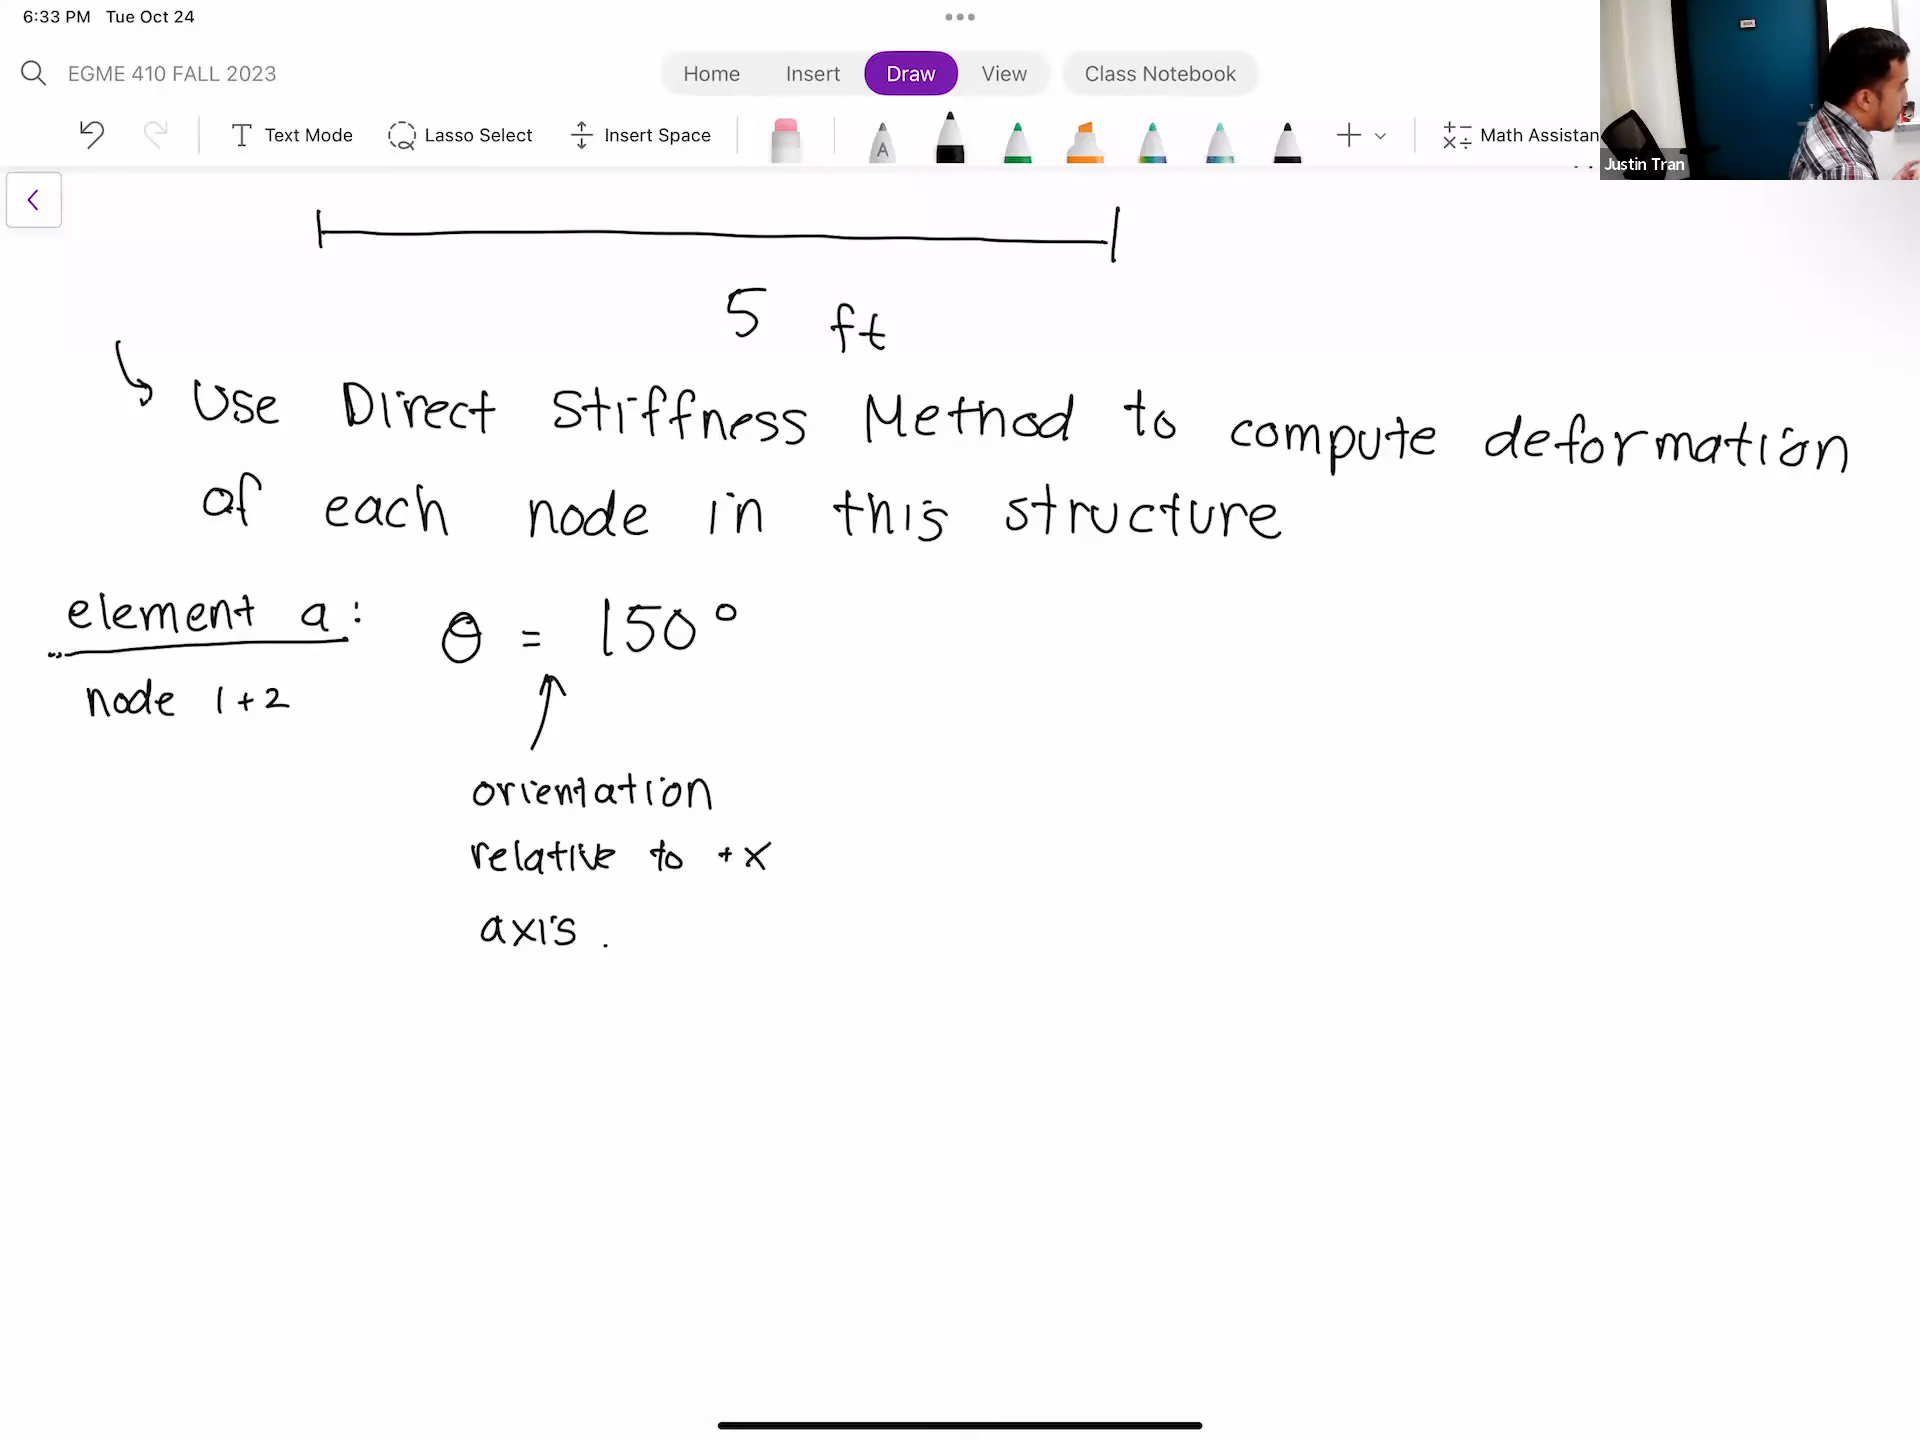 6:33 PM Tue Oct 24
EGME 410 FALL 2023
Home Insert Draw View Class Notebook
Text Mode Lasso Select Insert Space A Math Assistan
Justin Tran
5 ft
Use Direct Stiffness Method to compute deformation
of each node in this structure
element a: θ = 150°
node 1+2
orientation
relative to +x
axis.